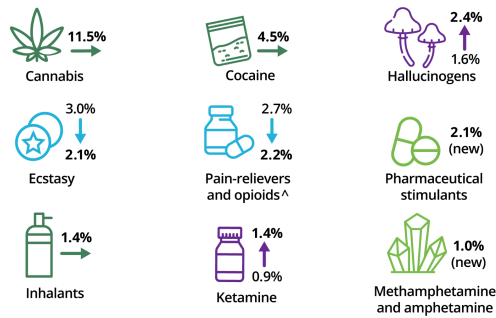 11.5%
Cannabis
4.5%
Cocaine
2.4%
1.6%
Hallucinogens
3.0%
2.1%
Ecstasy
2.7%
2.2%
Pain-relievers
and opioids^
2.1%
(new)
Pharmaceutical
stimulants
1.4%
Inhalants
1.4%
0.9%
Ketamine
1.0%
(new)
Methamphetamine
and amphetamine